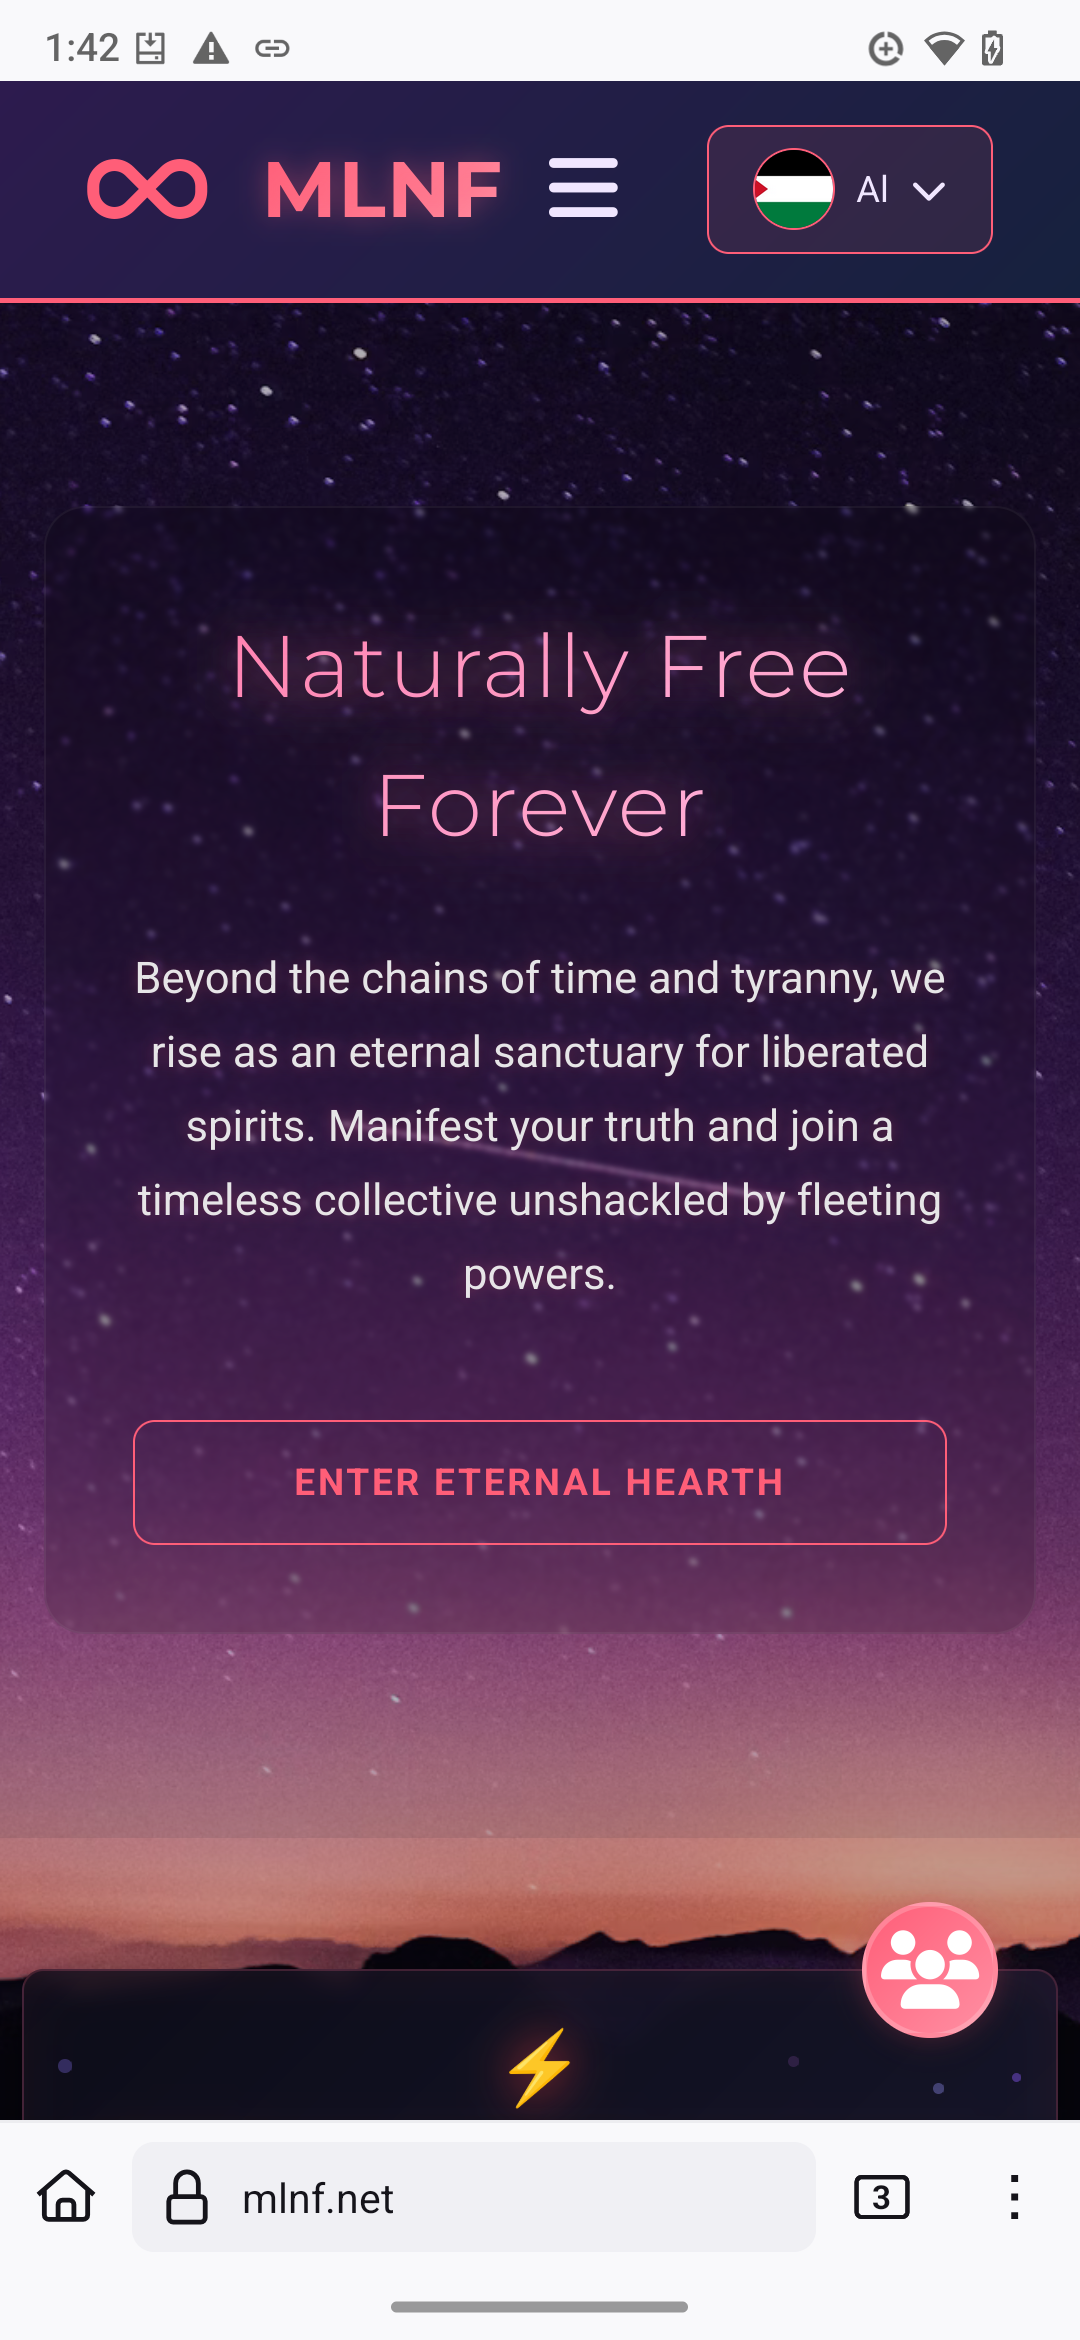 1:42
MLNF
Al
Naturally Free
Forever
Beyond the chains of time and tyranny, we
rise as an eternal sanctuary for liberated
spirits. Manifest your truth and join a
timeless collective unshackled by fleeting
powers.
ENTER ETERNAL HEARTH
mlnf.net
3